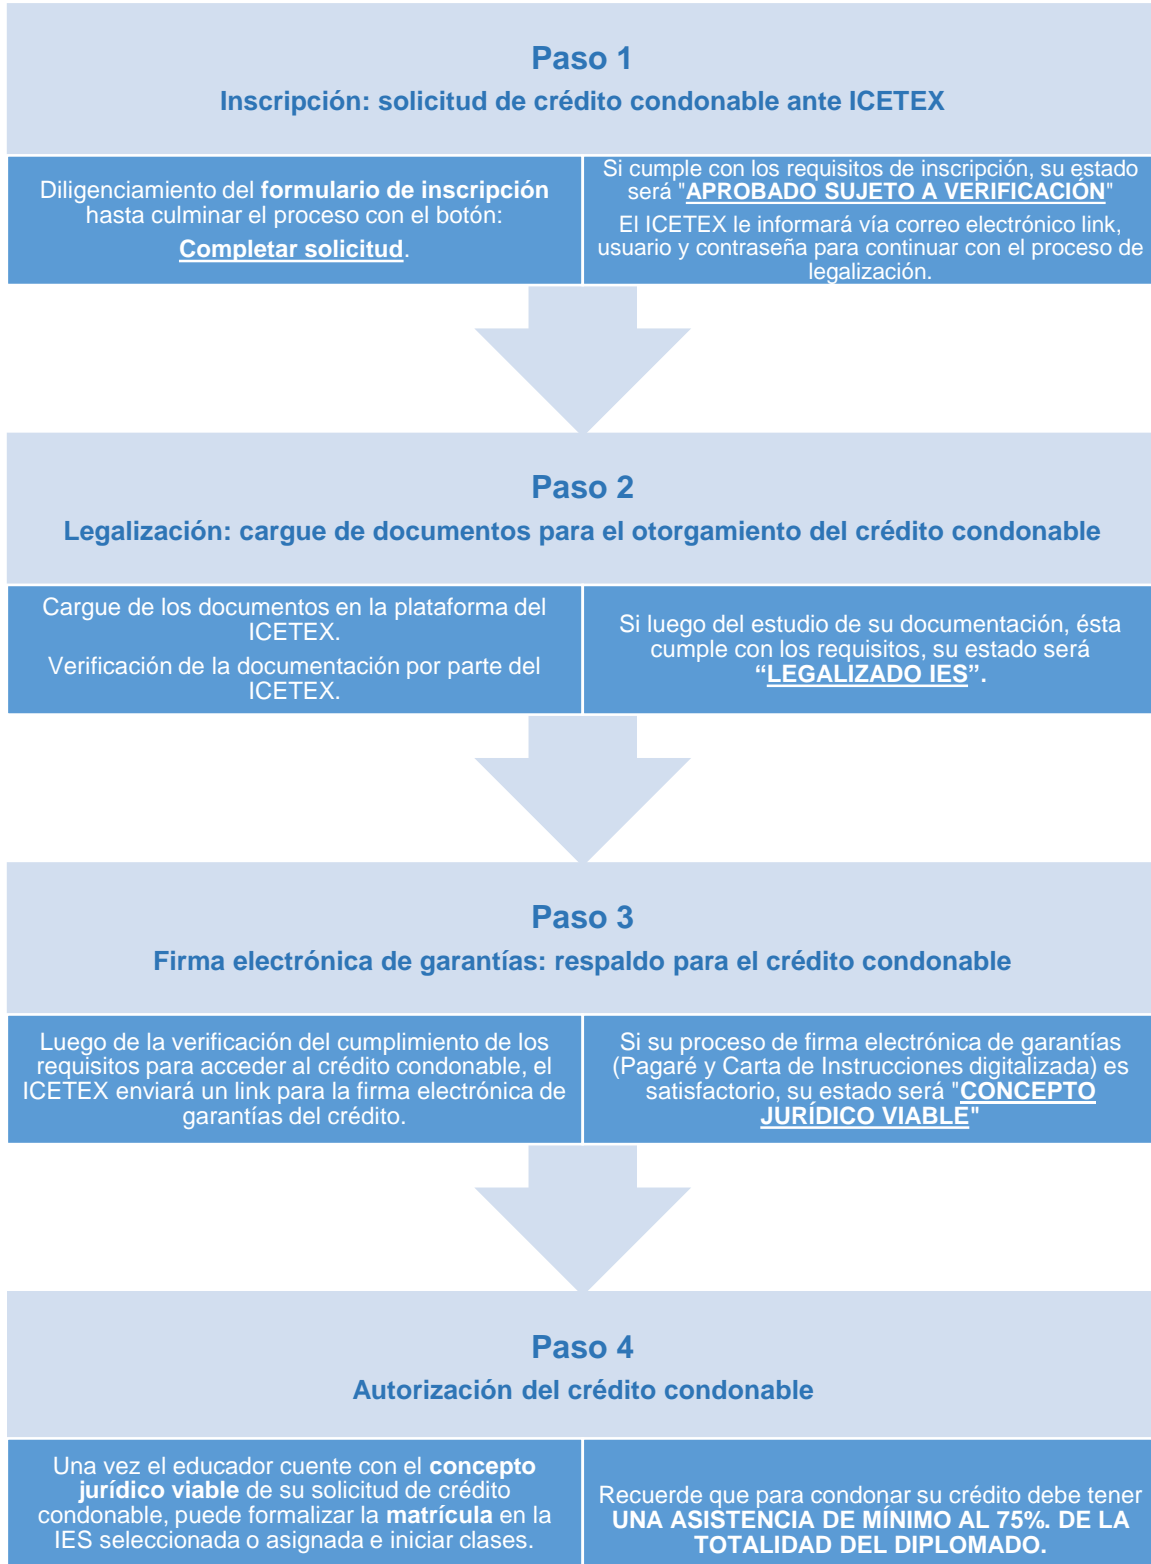 Paso 1
Inscripción: solicitud de crédito condonable ante ICETEX
Diligenciamiento del formulario de inscripción
hasta culminar el proceso con el botón:
Completar solicitud.
Si cumple con los requisitos de inscripción, su estado
será "APROBADO SUJETO A VERIFICACIÓN"
El ICETEX le informará vía correo electrónico link,
usuario y contraseña para continuar con el proceso de
legalización.
Paso 2
Legalización: cargue de documentos para el otorgamiento del crédito condonable
Cargue de los documentos en la plataforma del
ICETEX.
Verificación de la documentación por parte del
ICETEX.
Si luego del estudio de su documentación, ésta
cumple con los requisitos, su estado será
“LEGALIZADO IES”.
Paso 3
Firma electrónica de garantías: respaldo para el crédito condonable
Luego de la verificación del cumplimiento de los
requisitos para acceder al crédito condonable, el
ICETEX enviará un link para la firma electrónica de
garantías del crédito.
Si su proceso de firma electrónica de garantías
(Pagaré y Carta de Instrucciones digitalizada) es
satisfactorio, su estado será "CONCEPTO
JURÍDICO VIABLE"
Paso 4
Autorización del crédito condonable
Una vez el educador cuente con el concepto
jurídico viable de su solicitud de crédito
condonable, puede formalizar la matrícula en la
IES seleccionada o asignada e iniciar clases.
Recuerde que para condonar su crédito debe tener
UNA ASISTENCIA DE MÍNIMO AL 75%. DE LA
TOTALIDAD DEL DIPLOMADO.